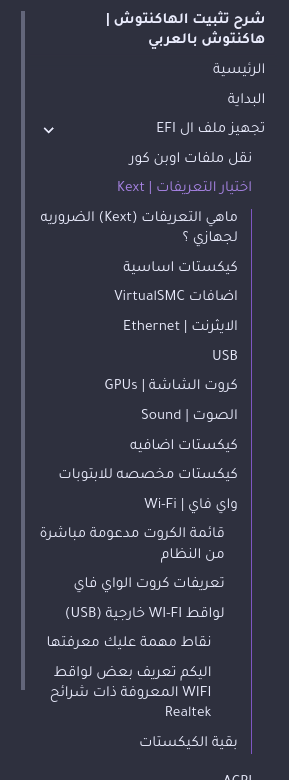 شرح تثبيت الهاكنتوش |
هاكنتوش بالعربي
الرئيسية
البداية
تجهيز ملف ال EFI
نقل ملفات اوبن كور
اختيار التعريفات | Kext
ماهي التعريفات (Kext) الضروريه
لجهازي ؟
كيكستات اساسية
اضافات VirtualSMC
الايثرنت | Ethernet
USB
كروت الشاشة | GPUs
الصوت | Sound
كيكستات اضافيه
كيكستات مخصصه للابتوبات
واي فاي | Wi-Fi
قائمة الكروت مدعومة مباشرة
من النظام
تعريفات كروت الواي فاي
لواقط WI-FI خارجية (USB)
نقاط مهمة عليك معرفتها
اليكم تعريف بعض لواقط
WIFI المعروفة ذات شرائح
Realtek
بقية الكيكستات
ACPI